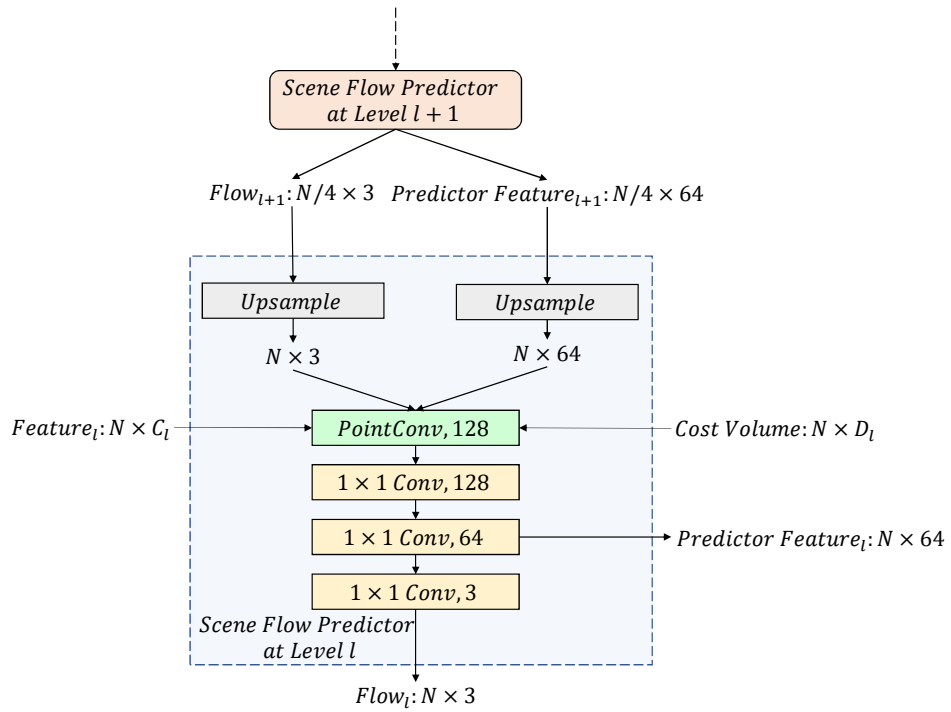 Scene Flow Predictor
at Level l + 1
Flow_{l+1}: N/4 × 3
Predictor Feature_{l+1}: N/4 × 64
Upsample
Upsample
N × 3
N × 64
Feature_l: N × C_l
PointConv, 128
Cost Volume: N × D_l
1 × 1 Conv, 128
1 × 1 Conv, 64
Predictor Feature_l: N × 64
1 × 1 Conv, 3
Scene Flow Predictor
at Level l
Flow_l: N × 3